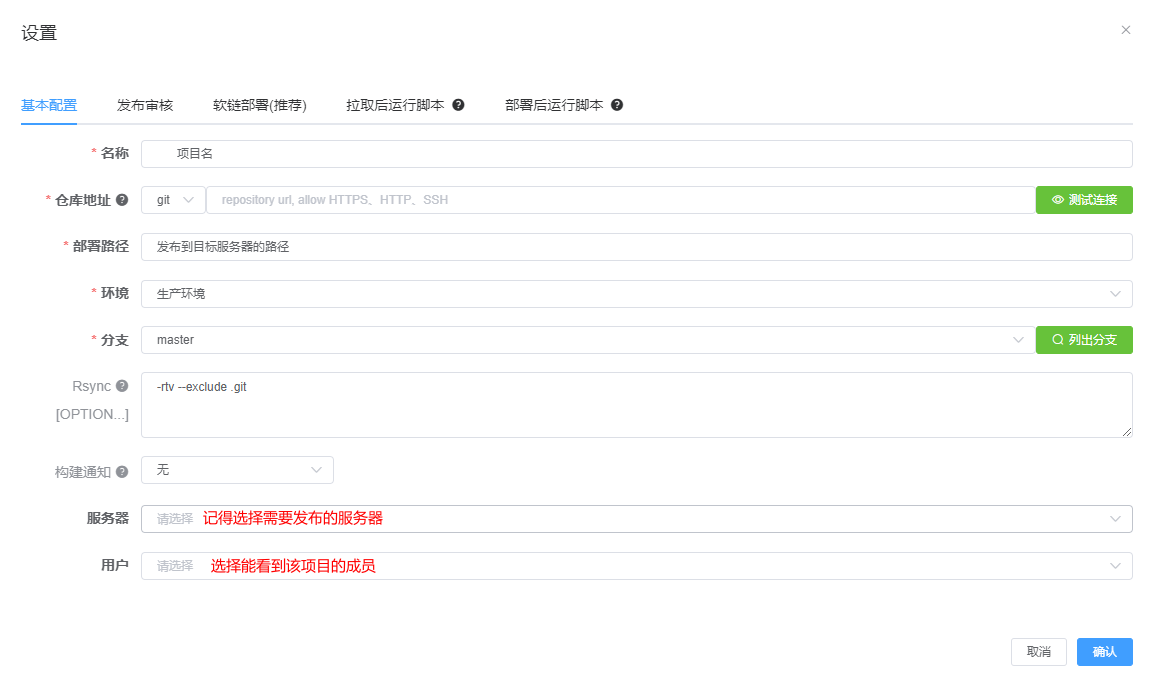 设置
基本配置 发布审核 软链部署(推荐) 拉取后运行脚本 部署后运行脚本
* 名称 项目名
* 仓库地址 git repository url, allow HTTPS、HTTP、SSH 测试连接
* 部署路径 发布到目标服务器的路径
* 环境 生产环境
* 分支 master 列出分支
Rsync -rtv --exclude .git
[OPTION...]
构建通知 无
服务器 请选择 记得选择需要发布的服务器
用户 请选择 选择能看到该项目的成员
取消 确认